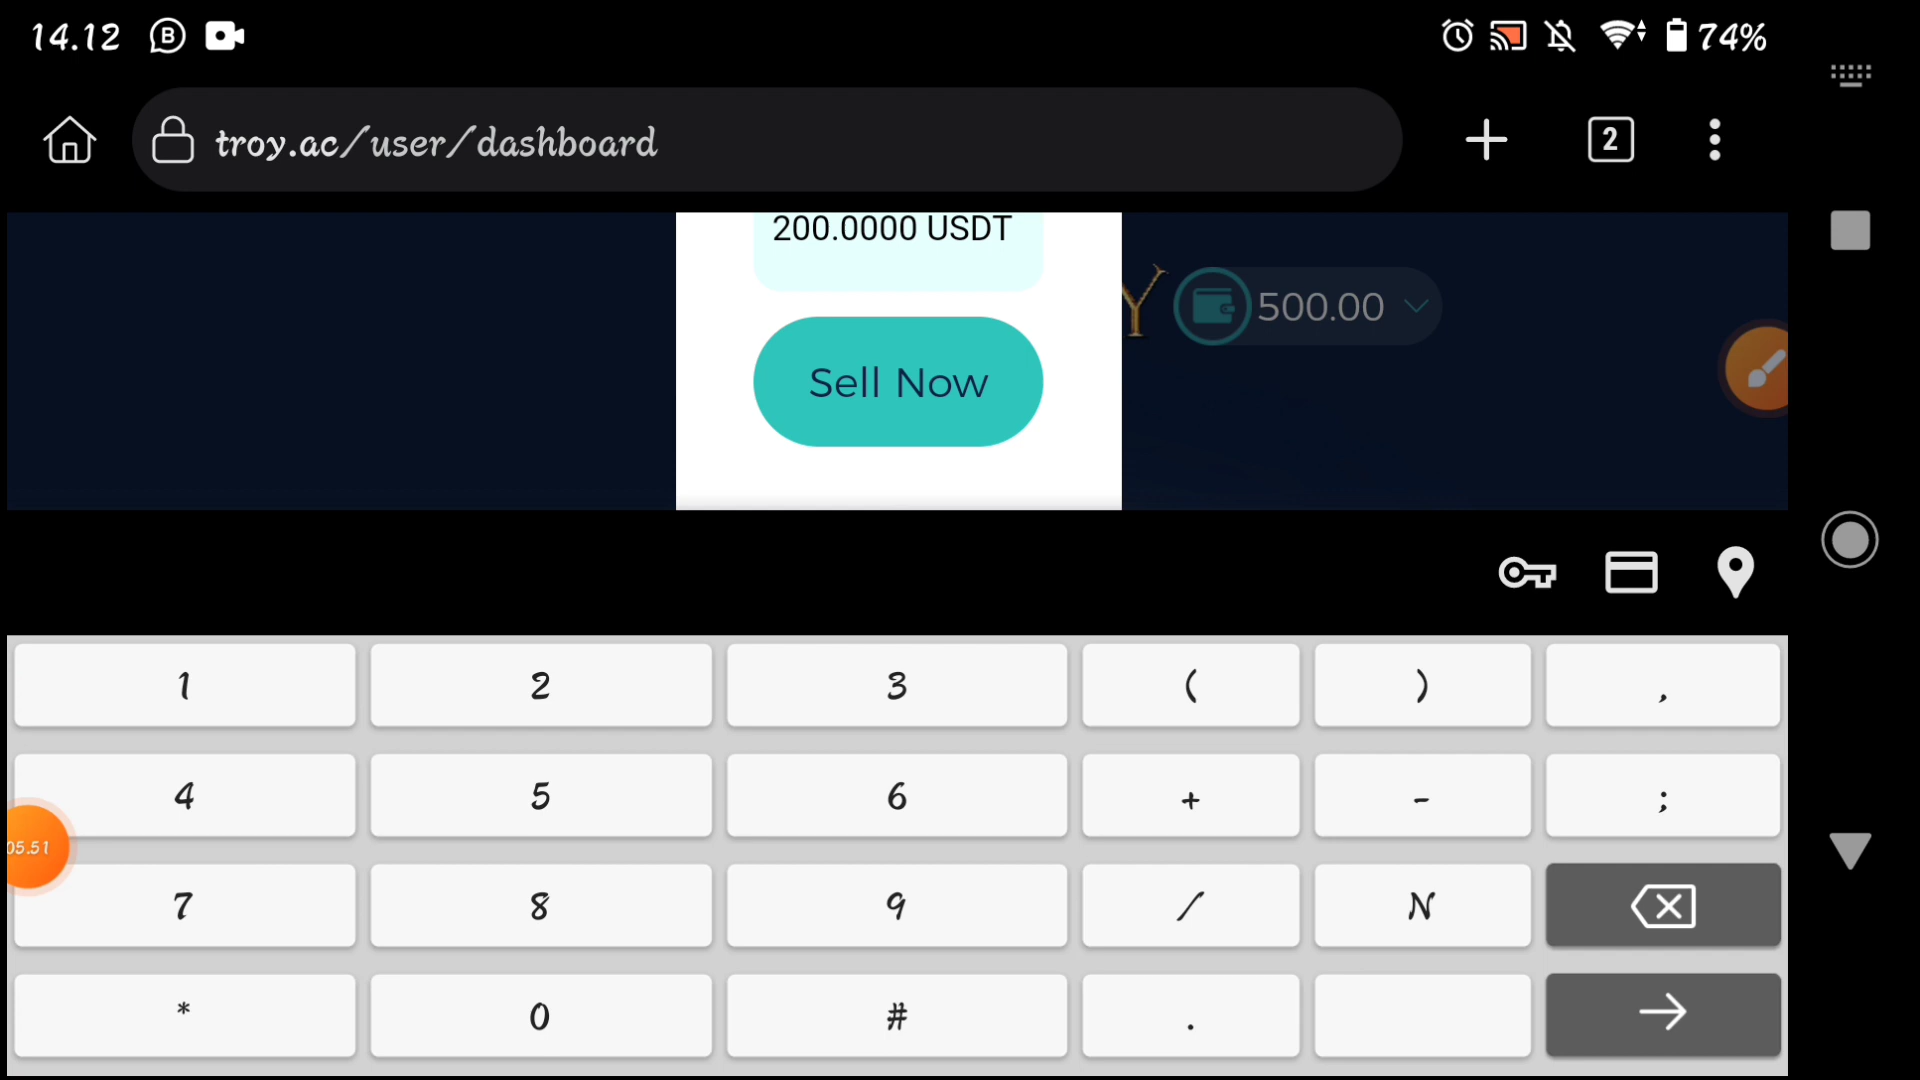 14.12
74%
troy.ac/user/dashboard
2
200.0000 USDT
Y
500.00
Sell Now
1 2 3 ( ) ,
4 5 6 + - ;
05.51
7 8 9 / N
* 0 # .